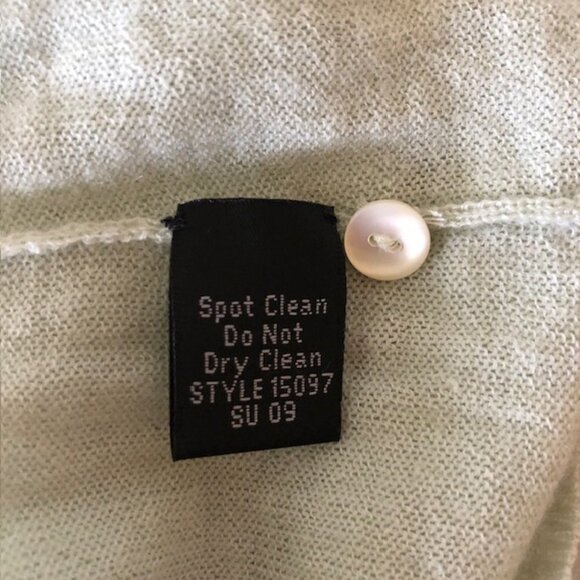 Spot Clean
Do Not
Dry Clean
STYLE 15097
SU 09